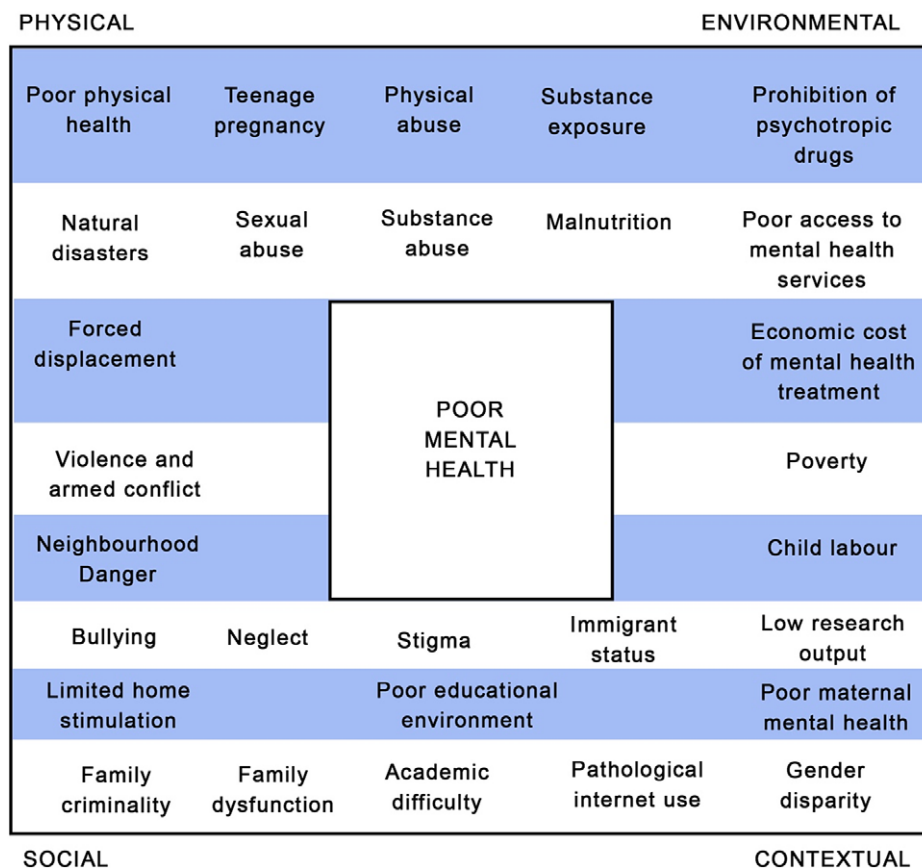 PHYSICAL
ENVIRONMENTAL
Poor physical
health
Teenage
pregnancy
Physical
abuse
Substance
exposure
Prohibition of
psychotropic
drugs
Natural
disasters
Sexual
abuse
Substance
abuse
Malnutrition
Poor access to
mental health
services
Forced
displacement
Economic cost
of mental health
treatment
POOR
MENTAL
HEALTH
Violence and
armed conflict
Poverty
Neighbourhood
Danger
Child labour
Bullying
Neglect
Stigma
Immigrant
status
Low research
output
Limited home
stimulation
Poor educational
environment
Poor maternal
mental health
Family
criminality
Family
dysfunction
Academic
difficulty
Pathological
internet use
Gender
disparity
SOCIAL
CONTEXTUAL